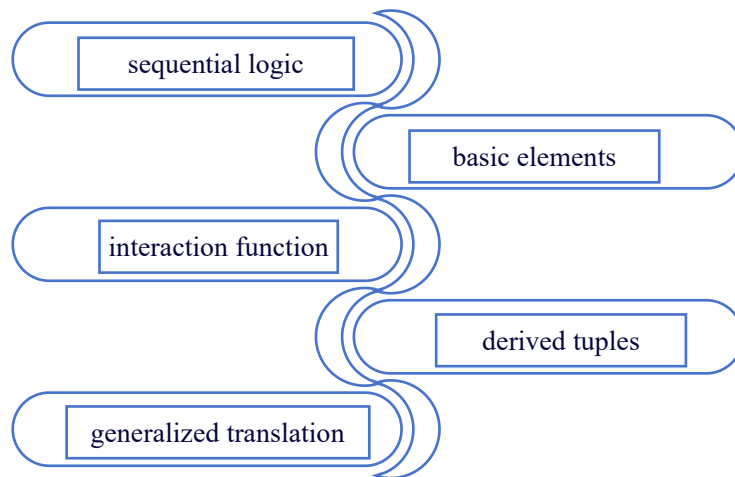 sequential logic
basic elements
interaction function
derived tuples
generalized translation